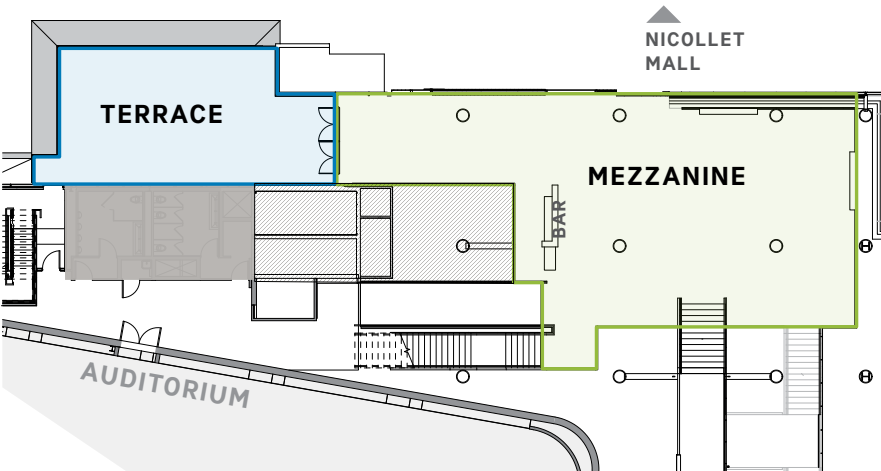 NICOLLET
MALL
TERRACE
MEZZANINE
BAR
AUDITORIUM